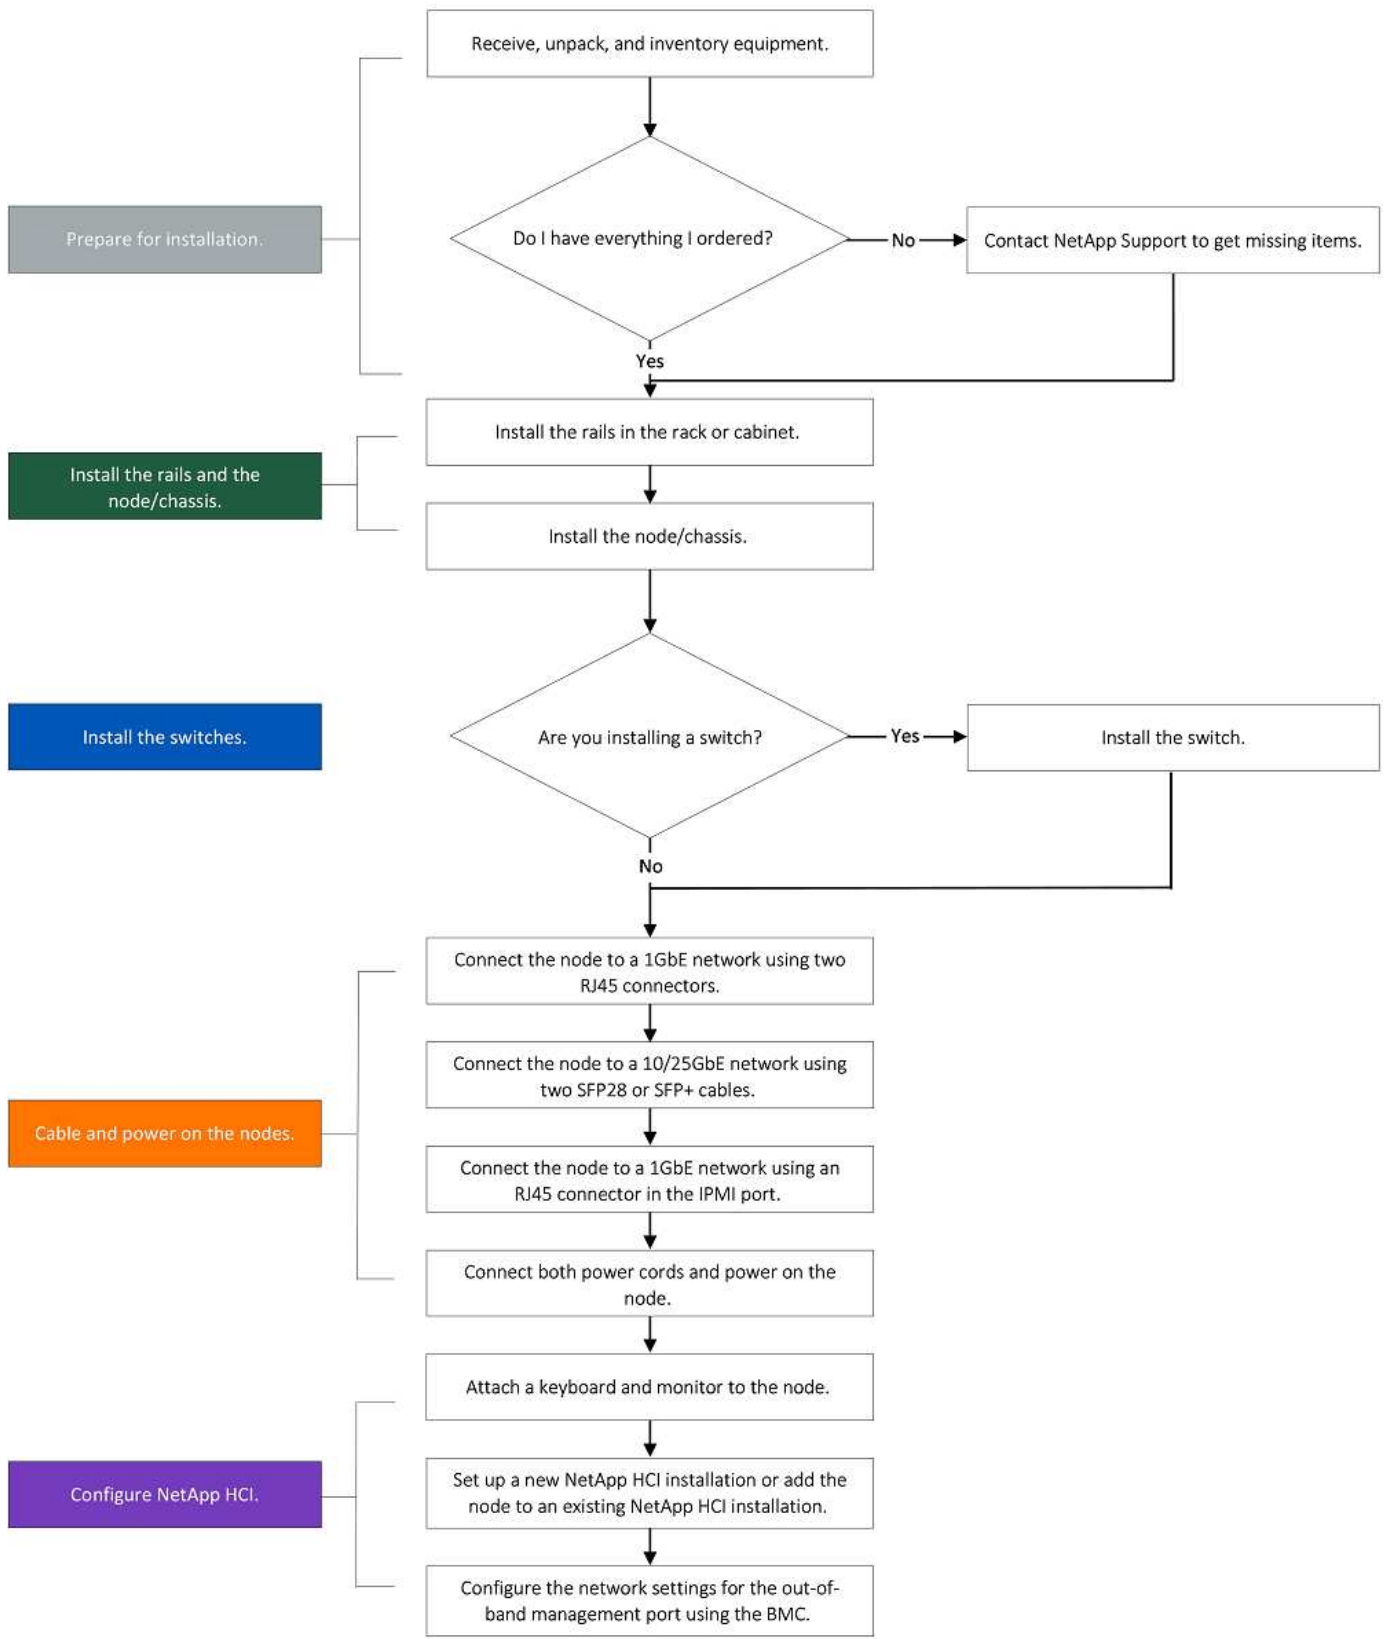 Receive, unpack, and inventory equipment.
Prepare for installation.
Do I have everything I ordered?
No
Contact NetApp Support to get missing items.
Yes
Install the rails in the rack or cabinet.
Install the rails and the
node/chassis.
Install the node/chassis.
Install the switches.
Are you installing a switch?
Yes
Install the switch.
No
Connect the node to a 1GbE network using two
RJ45 connectors.
Connect the node to a 10/25GbE network using
two SFP28 or SFP+ cables.
Cable and power on the nodes.
Connect the node to a 1GbE network using an
RJ45 connector in the IPMI port.
Connect both power cords and power on the
node.
Attach a keyboard and monitor to the node.
Configure NetApp HCI.
Set up a new NetApp HCI installation or add the
node to an existing NetApp HCI installation.
Configure the network settings for the out-of-
band management port using the BMC.